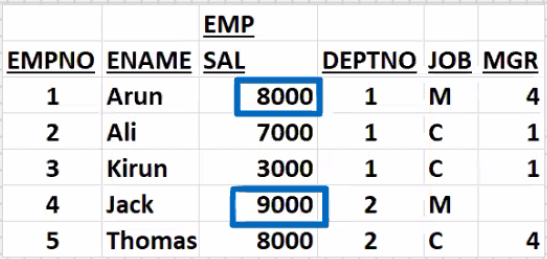 EMP
EMPNO ENAME SAL DEPTNO JOB MGR
1 Arun 8000 1 M 4
2 Ali 7000 1 C 1
3 Kirun 3000 1 C 1
4 Jack 9000 2 M
5 Thomas 8000 2 C 4